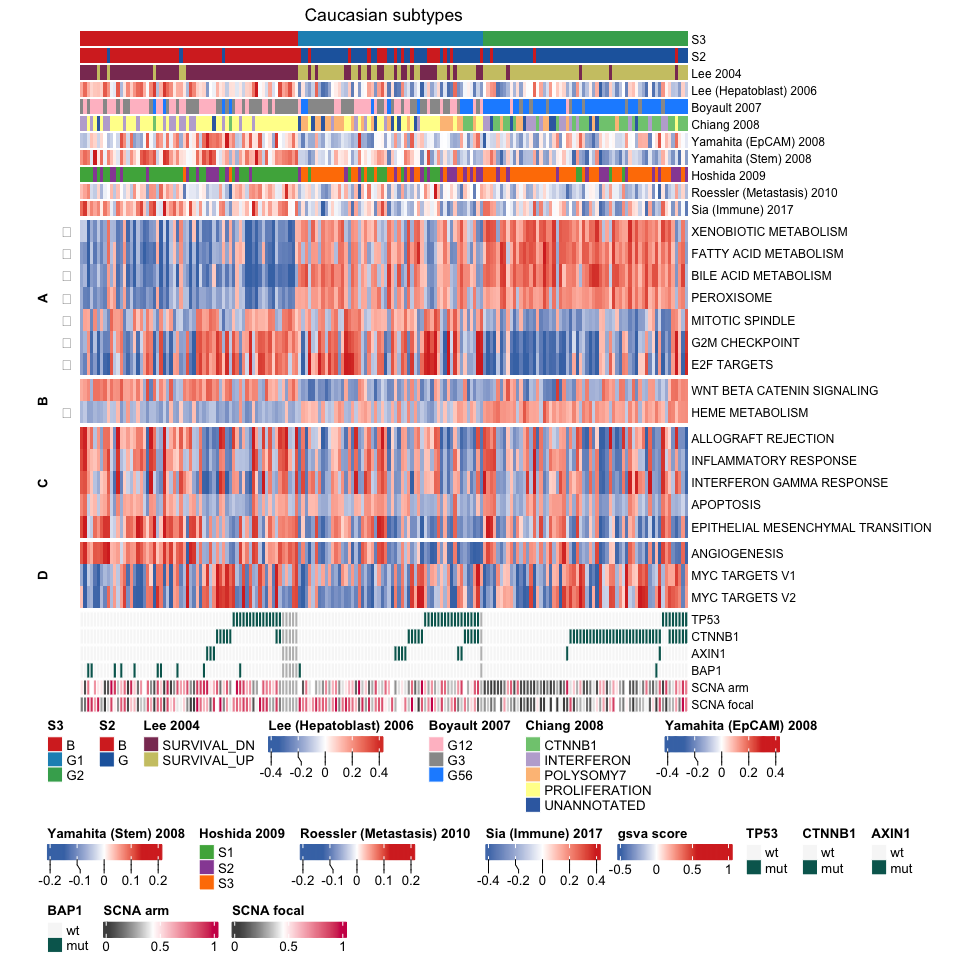 Caucasian subtypes
S3
S2
Lee 2004
Lee (Hepatoblast) 2006
Boyault 2007
Chiang 2008
Yamahita (EpCAM) 2008
Yamahita (Stem) 2008
Hoshida 2009
Roessler (Metastasis) 2010
Sia (Immune) 2017
A
XENOBIOTIC METABOLISM
FATTY ACID METABOLISM
BILE ACID METABOLISM
PEROXISOME
MITOTIC SPINDLE
G2M CHECKPOINT
E2F TARGETS
B
WNT BETA CATENIN SIGNALING
HEME METABOLISM
C
ALLOGRAFT REJECTION
INFLAMMATORY RESPONSE
INTERFERON GAMMA RESPONSE
APOPTOSIS
EPITHELIAL MESENCHYMAL TRANSITION
D
ANGIOGENESIS
MYC TARGETS V1
MYC TARGETS V2
TP53
CTNNB1
AXIN1
BAP1
SCNA arm
SCNA focal
S3 S2 Lee 2004 Lee (Hepatoblast) 2006 Boyault 2007 Chiang 2008 Yamahita (EpCAM) 2008
B B SURVIVAL_DN G12 CTNNB1
G1 G SURVIVAL_UP G3 INTERFERON
G2 -0.4 -0.2 0 0.2 0.4 G56 POLYSOMY7 -0.4 -0.2 0 0.2 0.4
PROLIFERATION
UNANNOTATED
Yamahita (Stem) 2008 Hoshida 2009 Roessler (Metastasis) 2010 Sia (Immune) 2017 gsva score TP53 CTNNB1 AXIN1
S1 wt wt wt
S2 mut mut mut
-0.2 -0.1 0 0.1 0.2 S3 -0.2 -0.1 0 0.1 0.2 -0.4 -0.2 0 0.2 0.4 -0.5 0 0.5 1
BAP1 SCNA arm SCNA focal
wt
mut 0 0.5 1 0 0.5 1